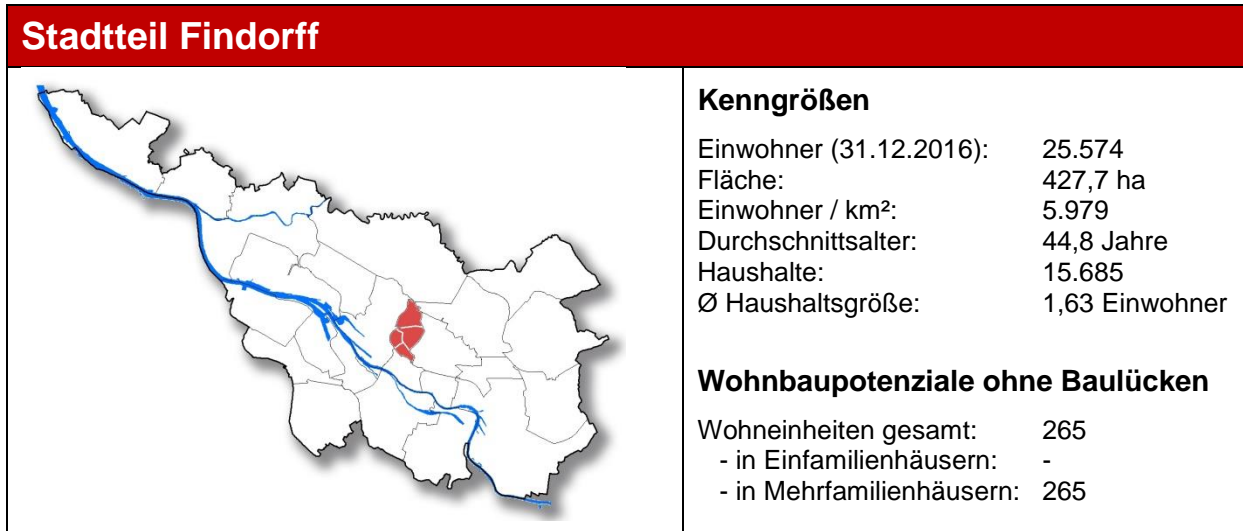 Stadtteil Findorff
Kenngrößen
Einwohner (31.12.2016): 25.574
Fläche: 427,7 ha
Einwohner / km²: 5.979
Durchschnittsalter: 44,8 Jahre
Haushalte: 15.685
Ø Haushaltsgröße: 1,63 Einwohner
Wohnbaupotenziale ohne Baulücken
Wohneinheiten gesamt: 265
- in Einfamilienhäusern: -
- in Mehrfamilienhäusern: 265